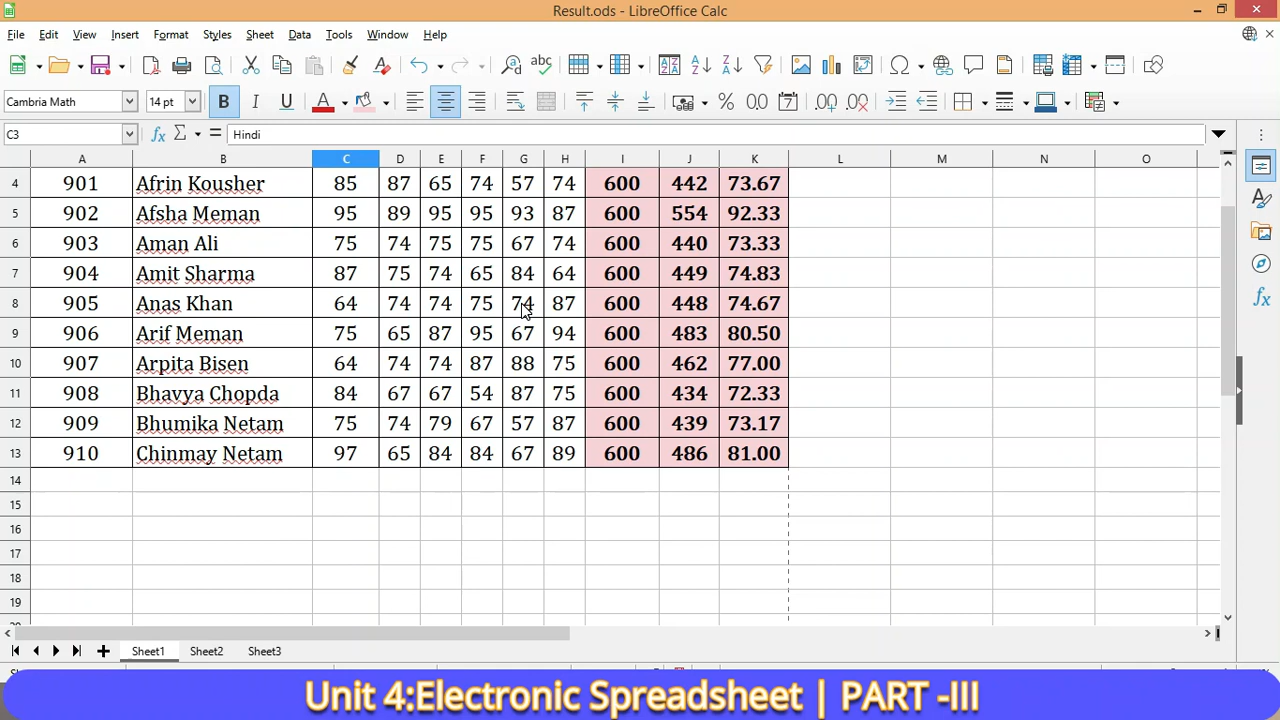 Result.ods - LibreOffice Calc
File Edit View Insert Format Styles Sheet Data Tools Window Help
Cambria Math 14 pt B I U
C3 Hindi
A B C D E F G H I J K L M N O
4 901 Afrin Kousher 85 87 65 74 57 74 600 442 73.67
5 902 Afsha Meman 95 89 95 95 93 87 600 554 92.33
6 903 Aman Ali 75 74 75 75 67 74 600 440 73.33
7 904 Amit Sharma 87 75 74 65 84 64 600 449 74.83
8 905 Anas Khan 64 74 74 75 74 87 600 448 74.67
9 906 Arif Meman 75 65 87 95 67 94 600 483 80.50
10 907 Arpita Bisen 64 74 74 87 88 75 600 462 77.00
11 908 Bhavya Chopda 84 67 67 54 87 75 600 434 72.33
12 909 Bhumika Netam 75 74 79 67 57 87 600 439 73.17
13 910 Chinmay Netam 97 65 84 84 67 89 600 486 81.00
14
15
16
17
18
19
Sheet1 Sheet2 Sheet3
Unit 4:Electronic Spreadsheet | PART -III